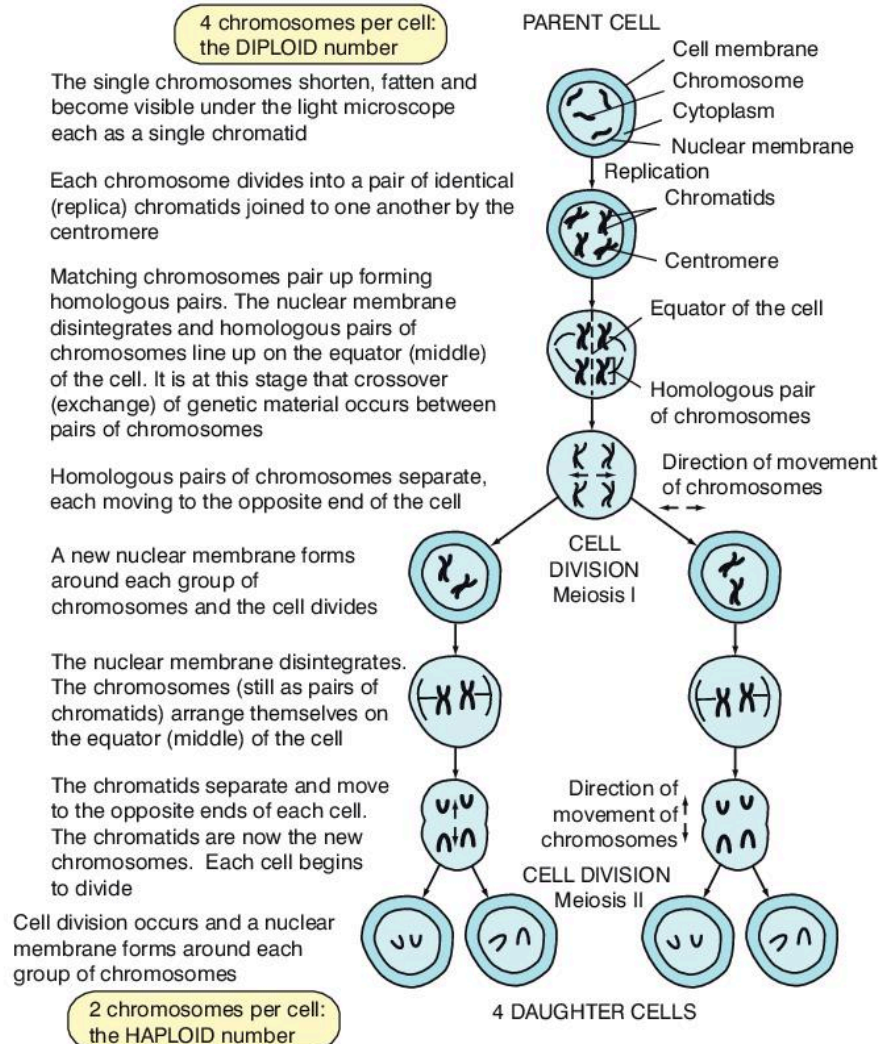 4 chromosomes per cell:
the DIPLOID number
PARENT CELL
Cell membrane
Chromosome
Cytoplasm
Nuclear membrane
The single chromosomes shorten, fatten and
become visible under the light microscope
each as a single chromatid
Replication
Each chromosome divides into a pair of identical
(replica) chromatids joined to one another by the
centromere
Chromatids
Centromere
Matching chromosomes pair up forming
homologous pairs. The nuclear membrane
disintegrates and homologous pairs of
chromosomes line up on the equator (middle)
of the cell. It is at this stage that crossover
(exchange) of genetic material occurs between
pairs of chromosomes
Equator of the cell
Homologous pair
of chromosomes
Homologous pairs of chromosomes separate,
each moving to the opposite end of the cell
Direction of movement
of chromosomes
CELL
DIVISION
Meiosis I
A new nuclear membrane forms
around each group of
chromosomes and the cell divides
The nuclear membrane disintegrates.
The chromosomes (still as pairs of
chromatids) arrange themselves on
the equator (middle) of the cell
The chromatids separate and move
to the opposite ends of each cell.
The chromatids are now the new
chromosomes. Each cell begins
to divide
Direction of
movement of
chromosomes
CELL DIVISION
Meiosis II
Cell division occurs and a nuclear
membrane forms around each
group of chromosomes
2 chromosomes per cell:
the HAPLOID number
4 DAUGHTER CELLS